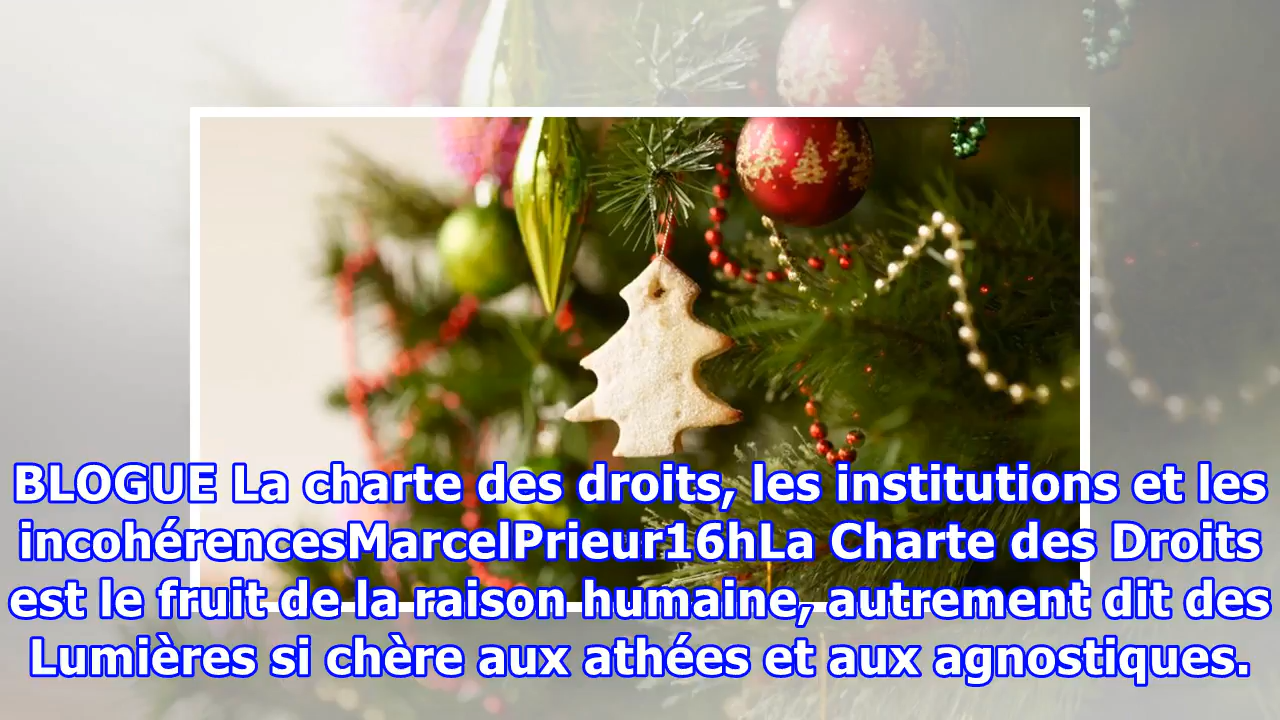 BLOGUE La charte des droits, les institutions et les
incohérencesMarcelPrieur16hLa Charte des Droits
est le fruit de la raison humaine, autrement dit des
Lumières si chère aux athées et aux agnostiques.